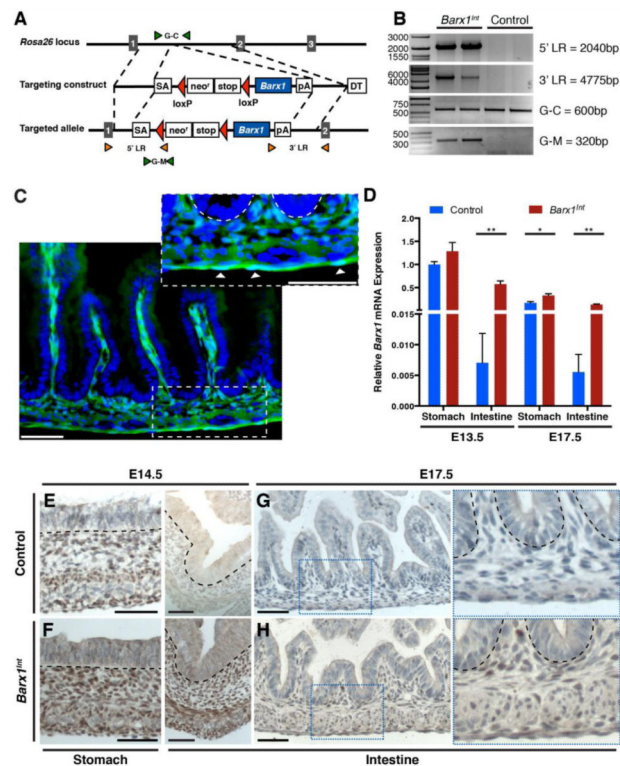 A
Rosa26 locus
1
G-C
2
3
Targeting construct
SA
neoʳ
stop
Barx1
pA
DT
loxP
loxP
Targeted allele
1
SA
neoʳ
stop
Barx1
pA
2
5' LR
3' LR
G-M
B
Barx1ⁱⁿᵗ
Control
3000
2000
1550
5' LR = 2040bp
6000
4000
3' LR = 4775bp
750
500
G-C = 600bp
500
300
G-M = 320bp
C
D
Control
Barx1ᴵⁿᵗ
Relative Barx1 mRNA Expression
2.0
1.5
1.0
0.5
0.015
0.010
0.005
0.000
**
*
**
Stomach Intestine Stomach Intestine
E13.5
E17.5
E14.5
E17.5
Control
E
G
Barx1ᴵⁿᵗ
F
H
Stomach
Intestine